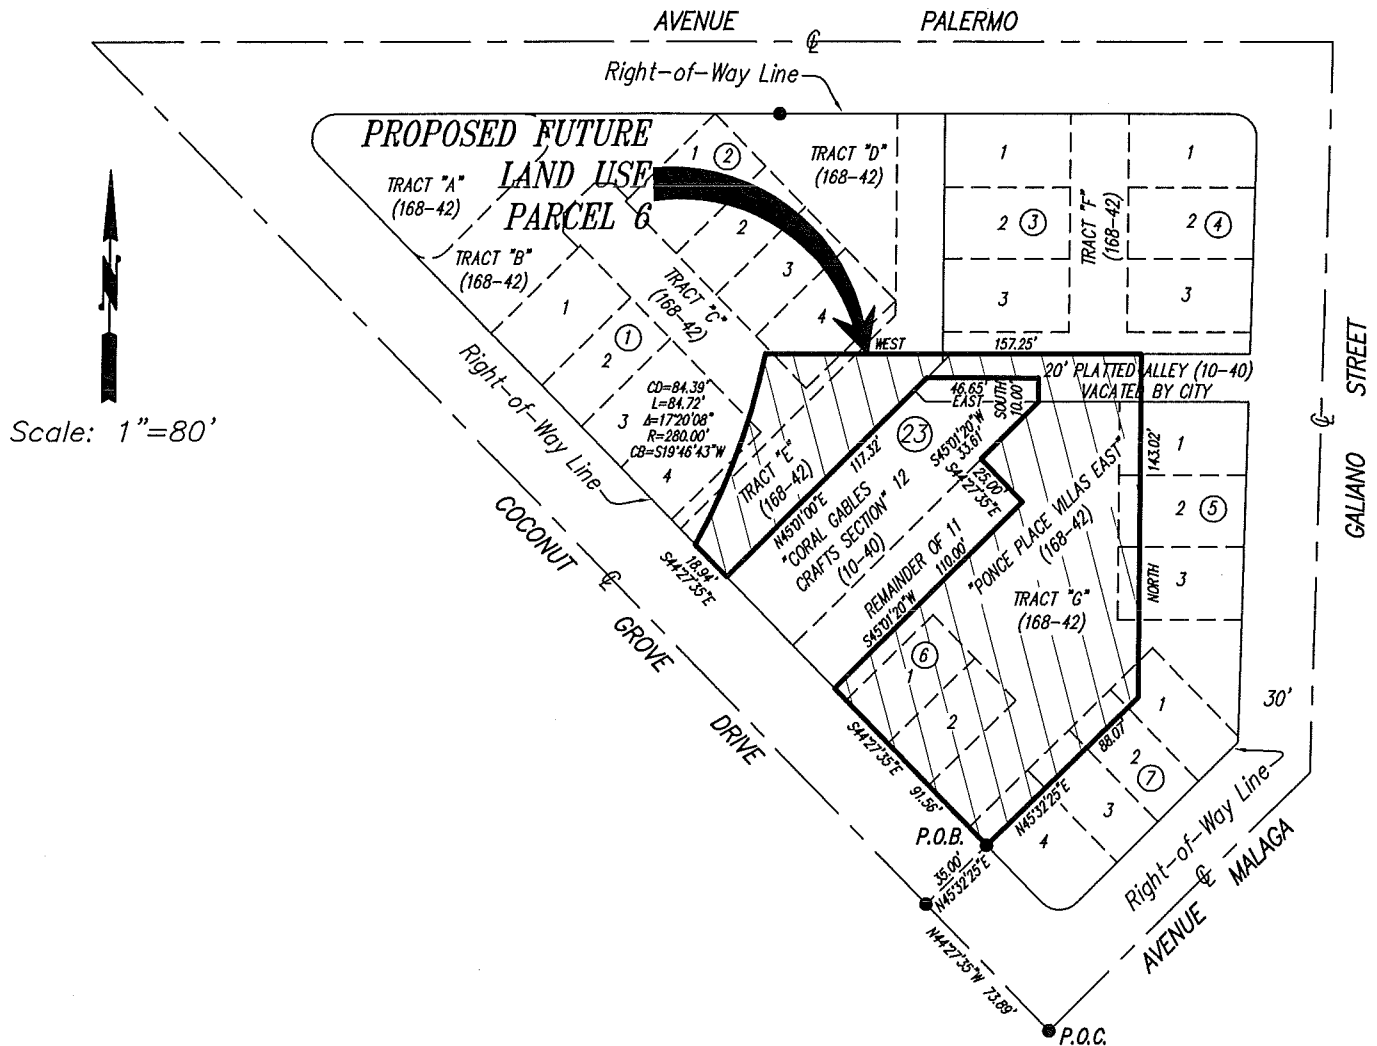 AVENUE PALERMO
℄
Right-of-Way Line
PROPOSED FUTURE
LAND USE
PARCEL 6
TRACT "A"
(168-42)
TRACT "B"
(168-42)
TRACT "C"
(168-42)
TRACT "D"
(168-42)
1 2
2
3
4
1
2 3
3
TRACT "F"
(168-42)
1
2 4
3
1
1
2
3
4
N
Scale: 1"=80'
Right-of-Way Line
CD=84.39'
L=84.72'
Δ=17°20'08"
R=280.00'
CB=S19°46'43"W
WEST
157.25'
20' PLATTED ALLEY (10-40)
VACATED BY CITY
46.65'
EAST
SOUTH
10.00'
23
S45°01'20"W
33.61'
25.00'
S44°27'35"E
TRACT "E"
(168-42)
117.32'
N45°01'00"E
"CORAL GABLES
CRAFTS SECTION" 12
(10-40)
REMAINDER OF 11
110.00'
S45°01'20"W
"PONCE PLACE VILLAS EAST"
(168-42)
TRACT "G"
(168-42)
143.02'
NORTH
1
2 5
3
GALIANO STREET
℄
18.94'
S44°27'35"E
COCONUT ℄ GROVE DRIVE
6
1
2
S44°27'35"E
91.56'
88.07'
N45°32'25"E
1
2
7
3
4
30'
P.O.B.
35.00'
N45°32'25"E
Right-of-Way Line
AVENUE ℄ MALAGA
N44°27'35"W 73.89'
P.O.C.